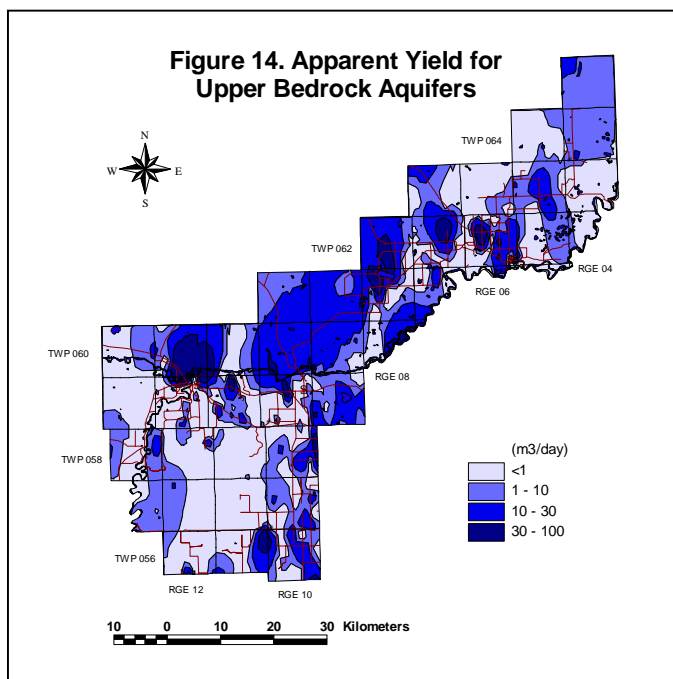 Figure 14. Apparent Yield for
Upper Bedrock Aquifers
N
W E
S
TWP 064
TWP 062
RGE 04
RGE 06
TWP 060
RGE 08
(m3/day)
<1
1 - 10
10 - 30
30 - 100
TWP 058
TWP 056
RGE 12
RGE 10
10 0 10 20 30 Kilometers